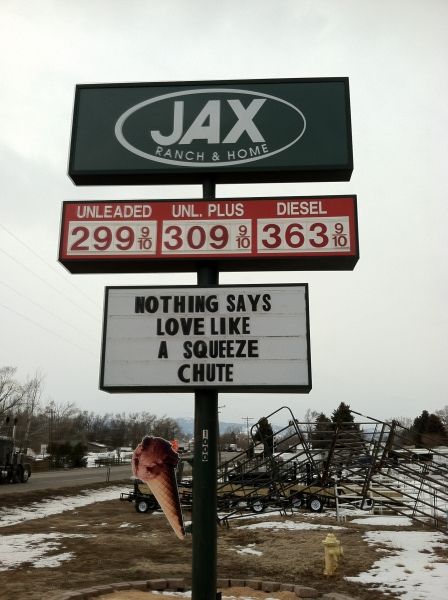 JAX
RANCH & HOME
UNLEADED UNL. PLUS DIESEL
299 9/10 309 9/10 363 9/10
NOTHING SAYS
LOVE LIKE
A SQUEEZE
CHUTE